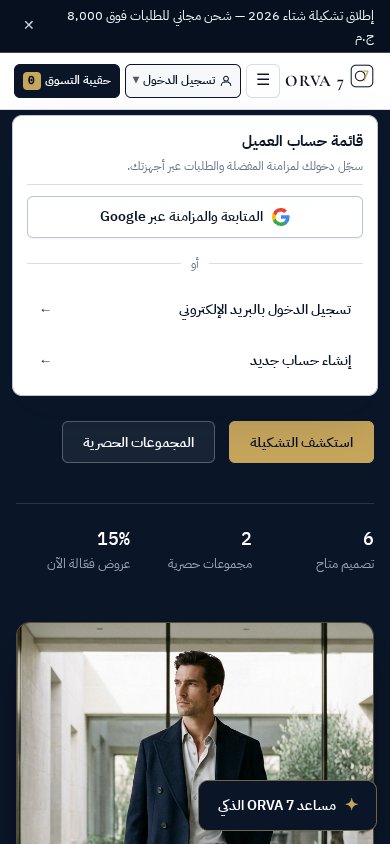 إطلاق تشكيلة شتاء 2026 — شحن مجاني للطلبات فوق 8,000
ج.م
✕
7
ORVA 7
☰
تسجيل الدخول ▾
حقيبة التسوق 0
قائمة حساب العميل
سجّل دخولك لمزامنة المفضلة والطلبات عبر أجهزتك.
المتابعة والمزامنة عبر Google
أو
تسجيل الدخول بالبريد الإلكتروني ←
إنشاء حساب جديد ←
استكشف التشكيلة
المجموعات الحصرية
6
تصميم متاح
2
مجموعات حصرية
15%
عروض فعّالة الآن
مساعد ORVA 7 الذكي